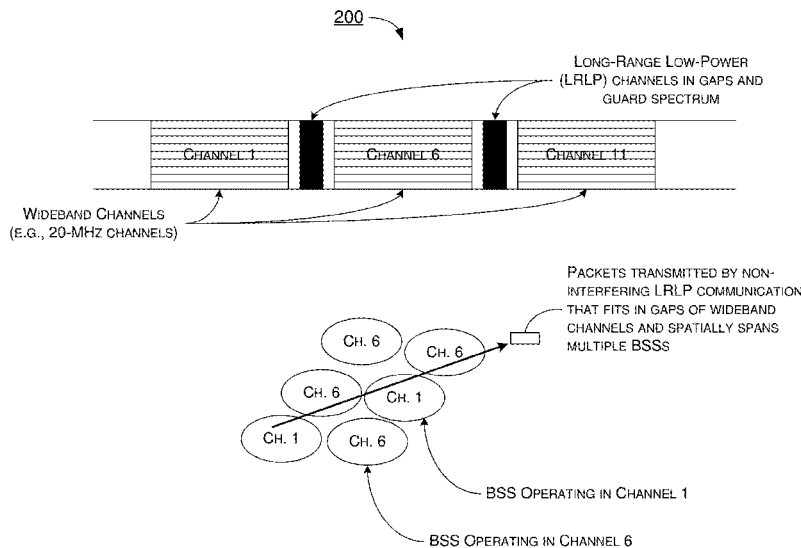 200
LONG-RANGE LOW-POWER
(LRLP) CHANNELS IN GAPS AND
GUARD SPECTRUM
CHANNEL 1
CHANNEL 6
CHANNEL 11
WIDEBAND CHANNELS
(E.G., 20-MHZ CHANNELS)
PACKETS TRANSMITTED BY NON-
INTERFERING LRLP COMMUNICATION
THAT FITS IN GAPS OF WIDEBAND
CHANNELS AND SPATIALLY SPANS
MULTIPLE BSSS
CH. 6
CH. 6
CH. 6
CH. 1
CH. 1
CH. 6
BSS OPERATING IN CHANNEL 1
BSS OPERATING IN CHANNEL 6